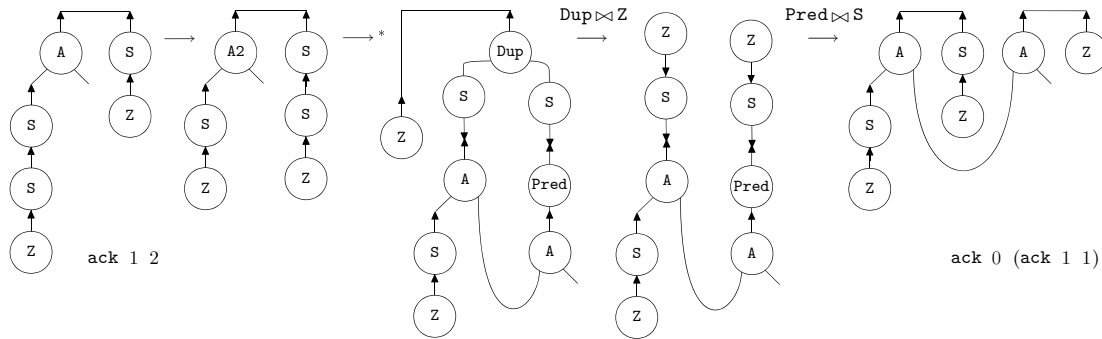 A S
S Z
S
Z
ack 1 2
⟶
A2 S
S S
Z Z
⟶*
Dup
S S
Z
A Pred
S A
Z
Dup⋈Z
⟶
Z Z
S S
A Pred
S A
Z
Pred⋈S
⟶
A S A Z
S Z
Z
ack 0 (ack 1 1)